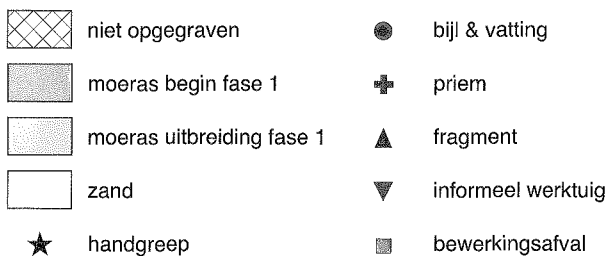 niet opgegraven
moeras begin fase 1
moeras uitbreiding fase 1
zand
handgreep
bijl & vatting
priem
fragment
informeel werktuig
bewerkingsafval